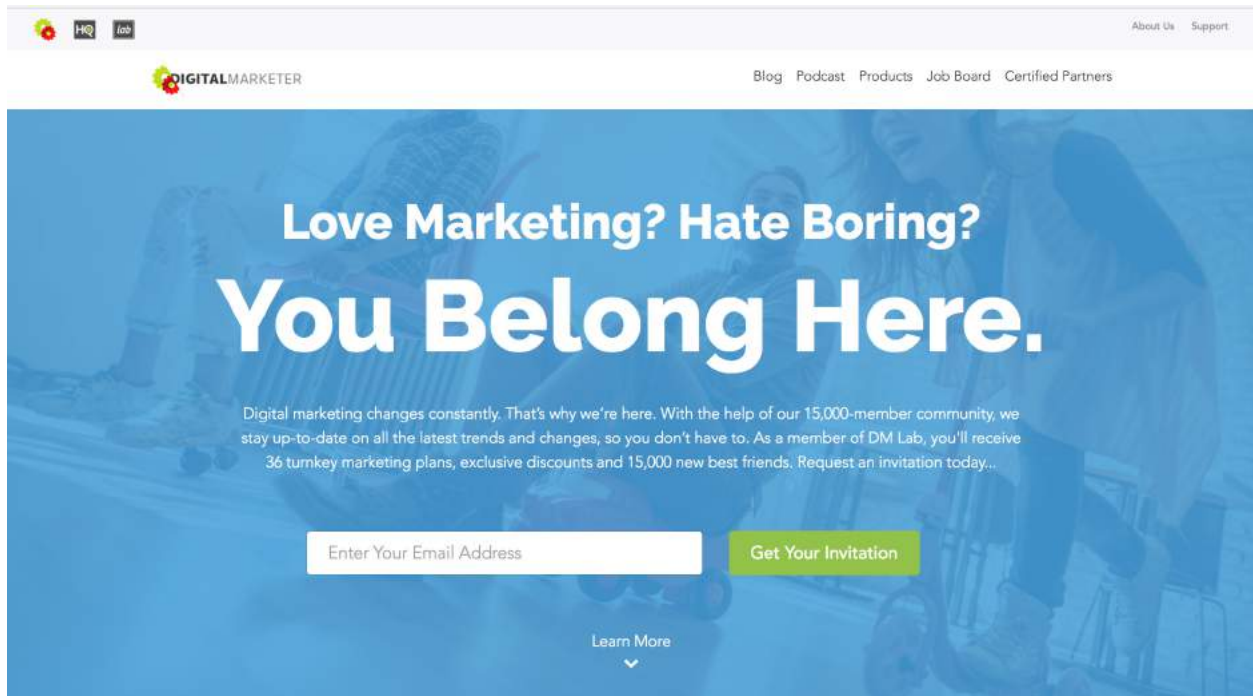 HQ lab About Us Support
DIGITALMARKETER Blog Podcast Products Job Board Certified Partners
Love Marketing? Hate Boring?
You Belong Here.
Digital marketing changes constantly. That's why we're here. With the help of our 15,000-member community, we
stay up-to-date on all the latest trends and changes, so you don't have to. As a member of DM Lab, you'll receive
36 turnkey marketing plans, exclusive discounts and 15,000 new best friends. Request an invitation today...
Enter Your Email Address Get Your Invitation
Learn More